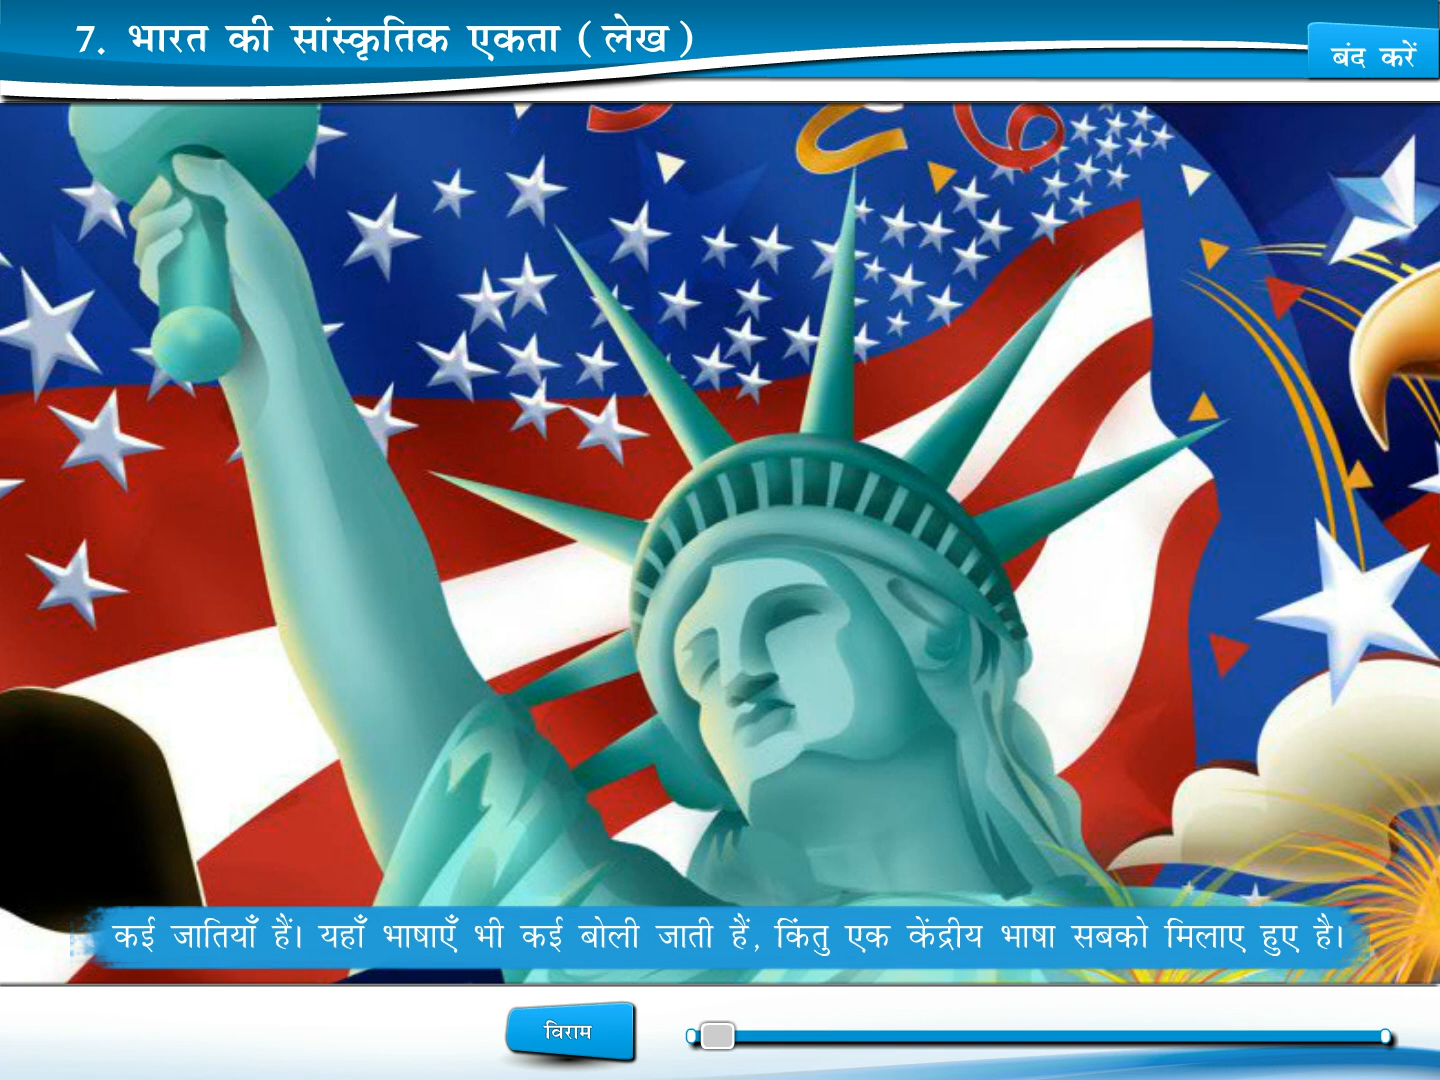 7. भारत की सांस्कृतिक एकता ( लेख )
बंद करें
कई जातियाँ हैं। यहाँ भाषाएँ भी कई बोली जाती हैं, किंतु एक केंद्रीय भाषा सबको मिलाए हुए है।
विराम